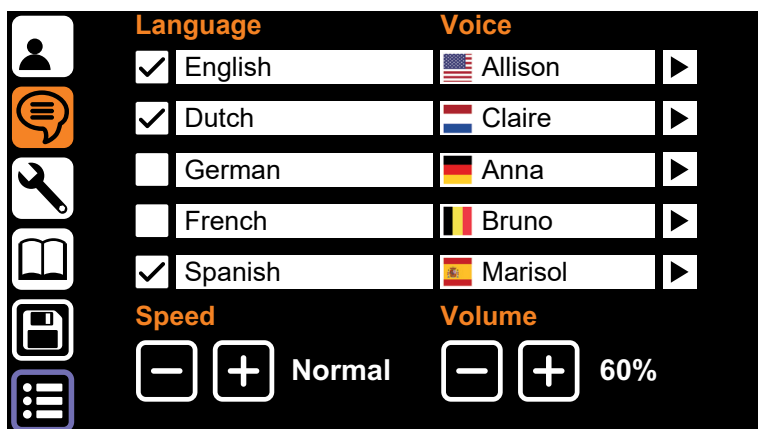 Language Voice
English Allison
Dutch Claire
German Anna
French Bruno
Spanish Marisol
Speed Volume
Normal 60%